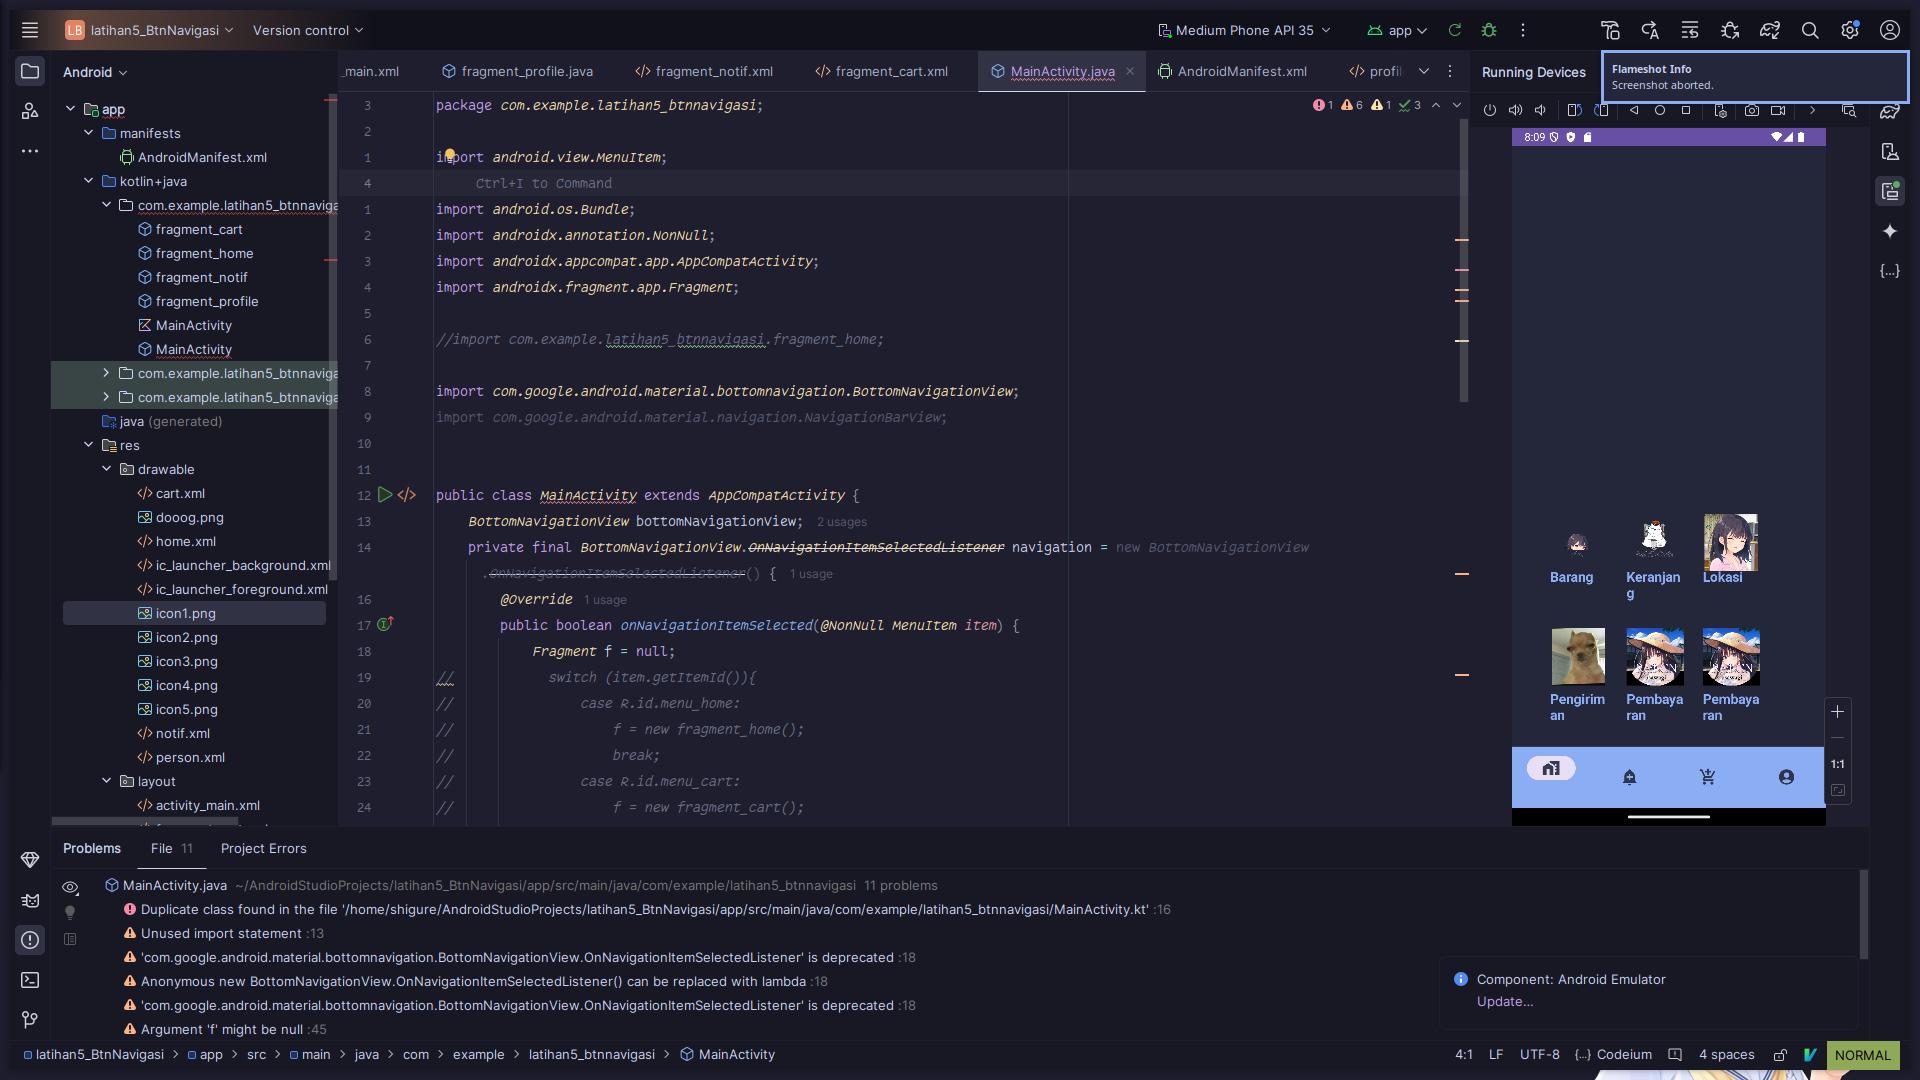 LB latihan5_BtnNavigasi
Version control
Medium Phone API 35
app
Android
_main.xml
fragment_profile.java
fragment_notif.xml
fragment_cart.xml
MainActivity.java
AndroidManifest.xml
profil
Running Devices
Flameshot Info
Screenshot aborted.
app
manifests
AndroidManifest.xml
kotlin+java
com.example.latihan5_btnnaviga
fragment_cart
fragment_home
fragment_notif
fragment_profile
MainActivity
MainActivity
com.example.latihan5_btnnaviga
com.example.latihan5_btnnaviga
java (generated)
res
drawable
cart.xml
dooog.png
home.xml
ic_launcher_background.xml
ic_launcher_foreground.xml
icon1.png
icon2.png
icon3.png
icon4.png
icon5.png
notif.xml
person.xml
layout
activity_main.xml
1 6 1 3
3 package com.example.latihan5_btnnavigasi;
2
1 import android.view.MenuItem;
4 Ctrl+I to Command
1 import android.os.Bundle;
2 import androidx.annotation.NonNull;
3 import androidx.appcompat.app.AppCompatActivity;
4 import androidx.fragment.app.Fragment;
5
6 //import com.example.latihan5_btnnavigasi.fragment_home;
7
8 import com.google.android.material.bottomnavigation.BottomNavigationView;
9 import com.google.android.material.navigation.NavigationBarView;
10
11
12 public class MainActivity extends AppCompatActivity {
13 BottomNavigationView bottomNavigationView; 2 usages
14 private final BottomNavigationView.OnNavigationItemSelectedListener navigation = new BottomNavigationView
.OnNavigationItemSelectedListener() { 1 usage
16 @Override 1 usage
17 public boolean onNavigationItemSelected(@NonNull MenuItem item) {
18 Fragment f = null;
19 // switch (item.getItemId()){
20 // case R.id.menu_home:
21 // f = new fragment_home();
22 // break;
23 // case R.id.menu_cart:
24 // f = new fragment_cart();
8:09
Barang
Keranjan
g
Lokasi
Pengirim
an
Pembaya
ran
Pembaya
ran
1:1
Problems
File 11
Project Errors
MainActivity.java ~/AndroidStudioProjects/latihan5_BtnNavigasi/app/src/main/java/com/example/latihan5_btnnavigasi 11 problems
Duplicate class found in the file '/home/shigure/AndroidStudioProjects/latihan5_BtnNavigasi/app/src/main/java/com/example/latihan5_btnnavigasi/MainActivity.kt' :16
Unused import statement :13
'com.google.android.material.bottomnavigation.BottomNavigationView.OnNavigationItemSelectedListener' is deprecated :18
Anonymous new BottomNavigationView.OnNavigationItemSelectedListener() can be replaced with lambda :18
'com.google.android.material.bottomnavigation.BottomNavigationView.OnNavigationItemSelectedListener' is deprecated :18
Argument 'f' might be null :45
Component: Android Emulator
Update...
latihan5_BtnNavigasi > app > src > main > java > com > example > latihan5_btnnavigasi > MainActivity
4:1
LF
UTF-8
{...} Codeium
4 spaces
NORMAL